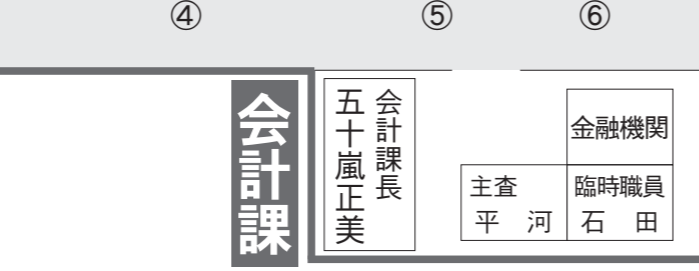 ④
⑤
⑥
会計課
会計課長
五十嵐正美
金融機関
主査
平　河
臨時職員
石　田